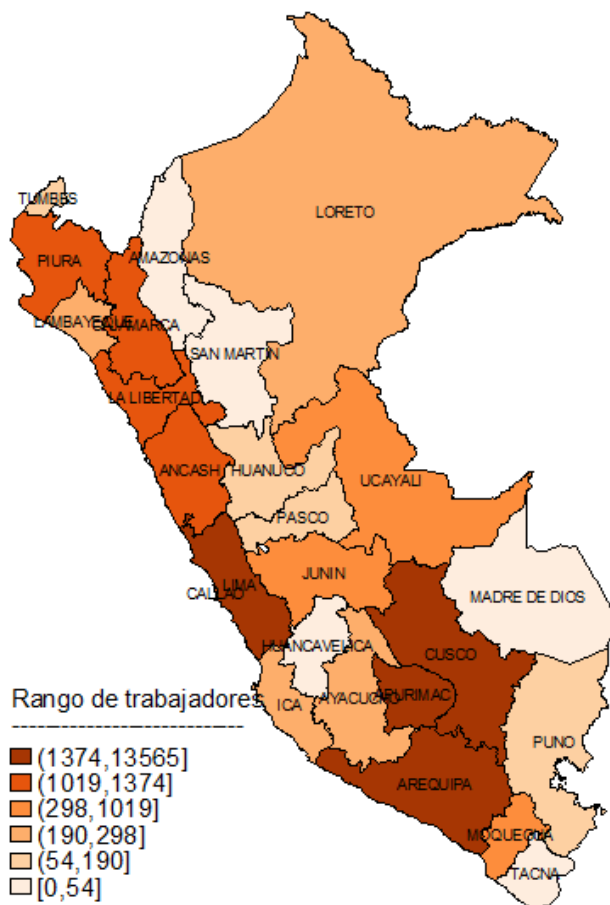 TUMBES
LORETO
PIURA
AMAZONAS
LAMBAYEQUE
CAJAMARCA
SAN MARTIN
LA LIBERTAD
ANCASH
HUANUCO
UCAYALI
PASCO
JUNIN
LIMA
CALLAO
MADRE DE DIOS
HUANCAVELICA
CUSCO
AYACUCHO
APURIMAC
ICA
PUNO
AREQUIPA
MOQUEGUA
TACNA
Rango de trabajadores
------------------------------
(1374,13565]
(1019,1374]
(298,1019]
(190,298]
(54,190]
[0,54]